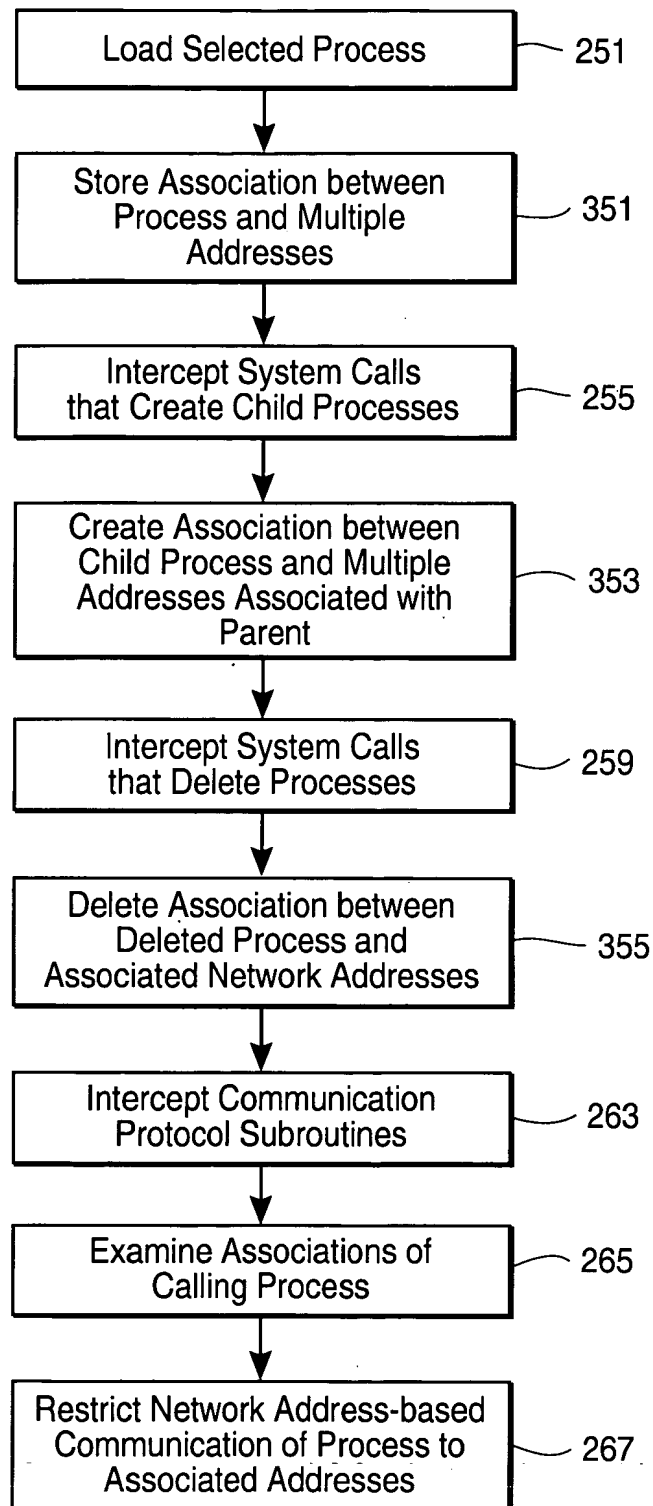 Load Selected Process
251
Store Association between
Process and Multiple
Addresses
351
Intercept System Calls
that Create Child Processes
255
Create Association between
Child Process and Multiple
Addresses Associated with
Parent
353
Intercept System Calls
that Delete Processes
259
Delete Association between
Deleted Process and
Associated Network Addresses
355
Intercept Communication
Protocol Subroutines
263
Examine Associations of
Calling Process
265
Restrict Network Address-based
Communication of Process to
Associated Addresses
267